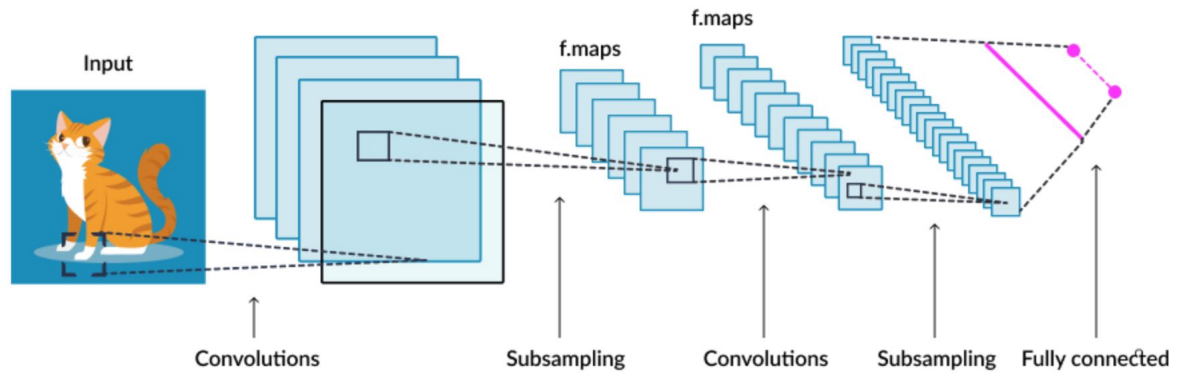 Input
f.maps
f.maps
Convolutions
Subsampling
Convolutions
Subsampling
Fully connected